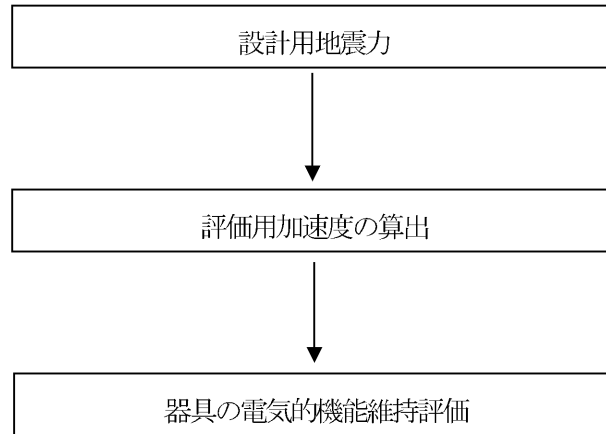 設計用地震力
評価用加速度の算出
器具の電気的機能維持評価